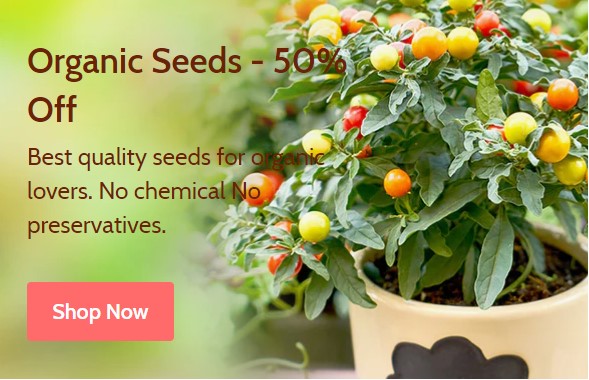 Organic Seeds - 50%
Off
Best quality seeds for organic
lovers. No chemical No
preservatives.
Shop Now